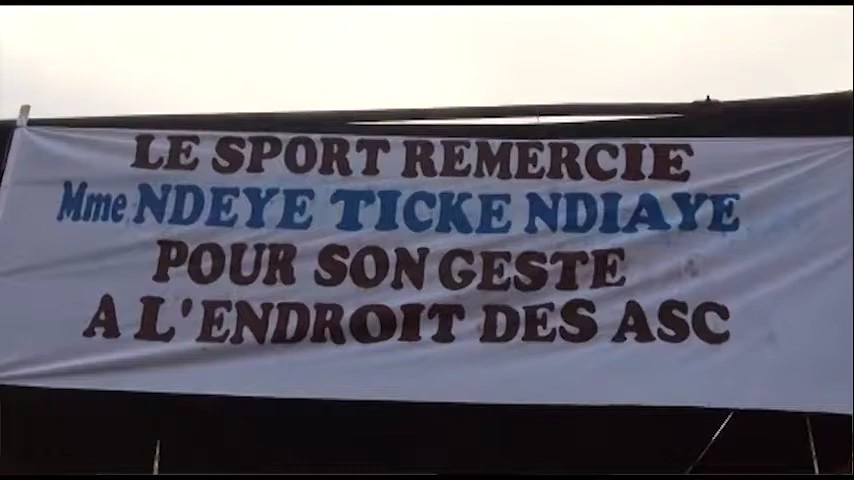 LE SPORT REMERCIE
Mme NDEYE TICKE NDIAYE
POUR SON GESTE
A L'ENDROIT DES ASC